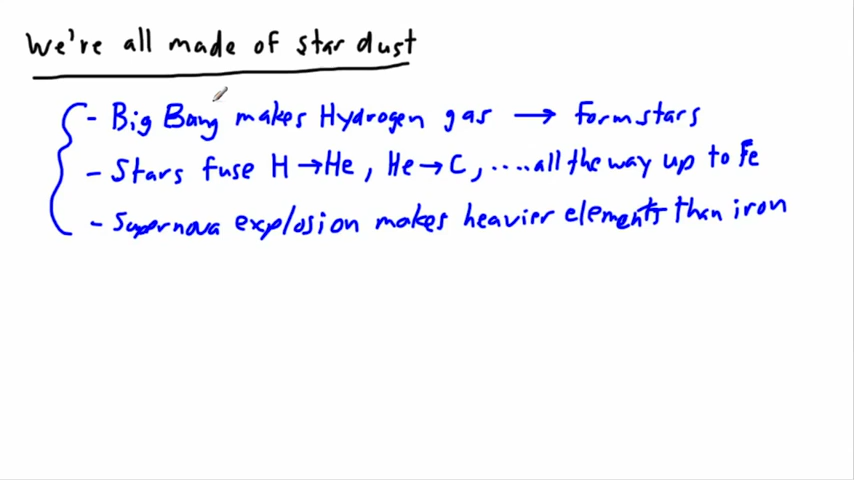 We're all made of star dust
- Big Bang makes Hydrogen gas → form stars
- Stars fuse H→He, He→C, ....all the way up to Fe
- Supernova explosion makes heavier elements than iron